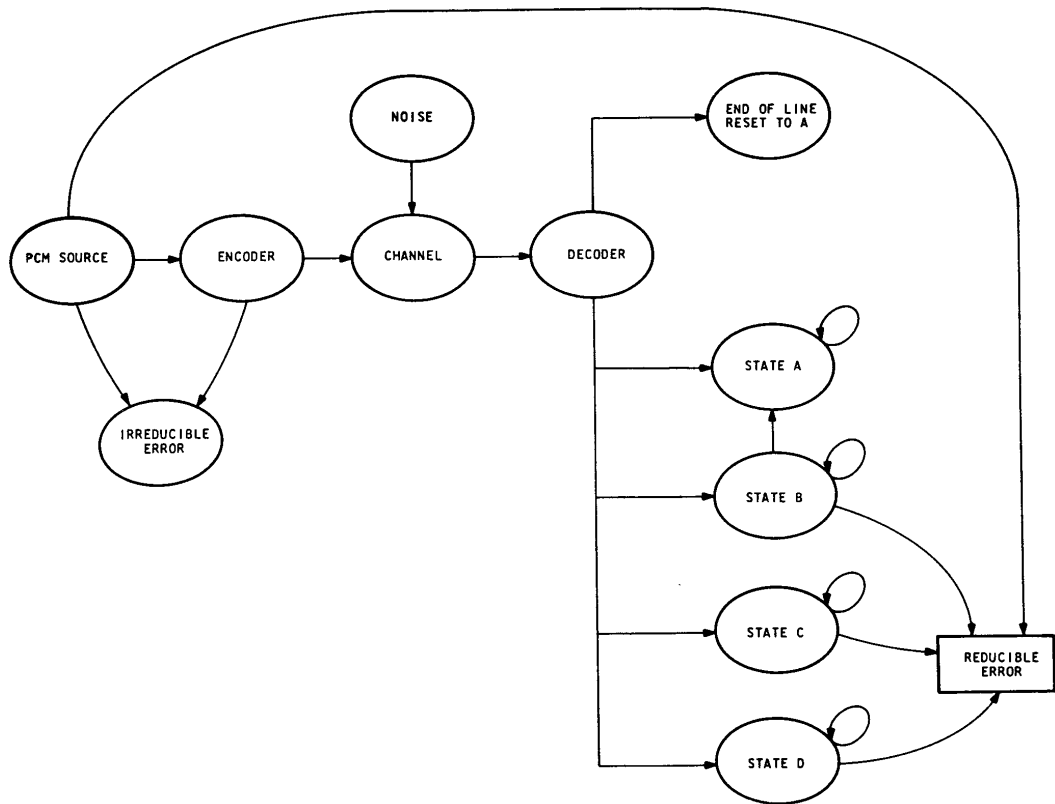 END OF LINE
RESET TO A
NOISE
PCM SOURCE
ENCODER
CHANNEL
DECODER
STATE A
IRREDUCIBLE
ERROR
STATE B
STATE C
REDUCIBLE
ERROR
STATE D